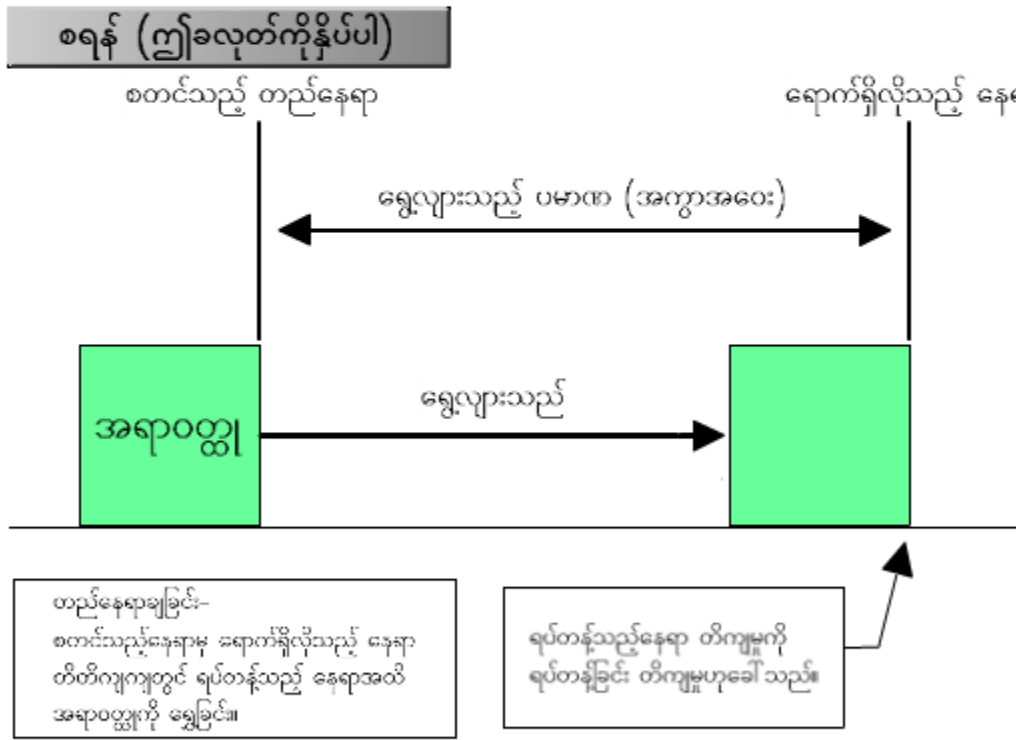 စရန် (ဤခလုတ်ကိုနှိပ်ပါ)
စတင်သည့် တည်နေရာ
ရောက်ရှိလိုသည့်
ရွေ့လျားသည့် ပမာဏ (အကွာအဝေး)
ရွေ့လျားသည်
အရာဝတ္ထု
တည်နေရာချခြင်း-
စတင်သည့်နေရာမှ ရောက်ရှိလိုသည့် နေရာ
တိတိကျကျတွင် ရပ်တန့်သည့် နေရာအထိ
အရာဝတ္ထုကို ရွှေ့ခြင်း။
ရပ်တန့်သည့်နေရာ တိကျမှုကို
ရပ်တန့်ခြင်း တိကျမှုဟုခေါ်သည်။